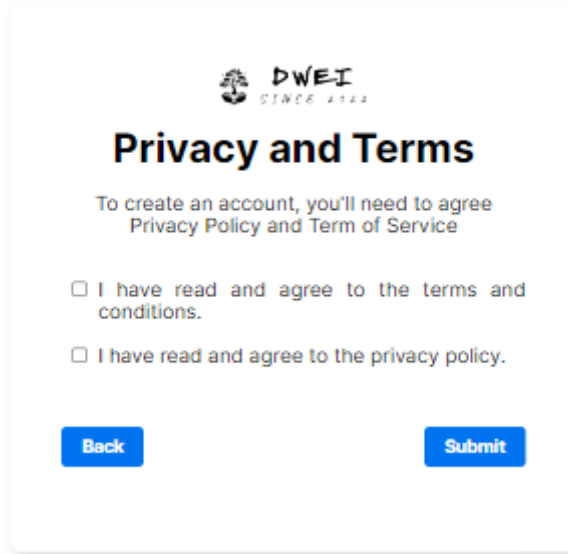 DWEI
SINCE
Privacy and Terms
To create an account, you'll need to agree
Privacy Policy and Term of Service
I have read and agree to the terms and
conditions.
I have read and agree to the privacy policy.
Back
Submit